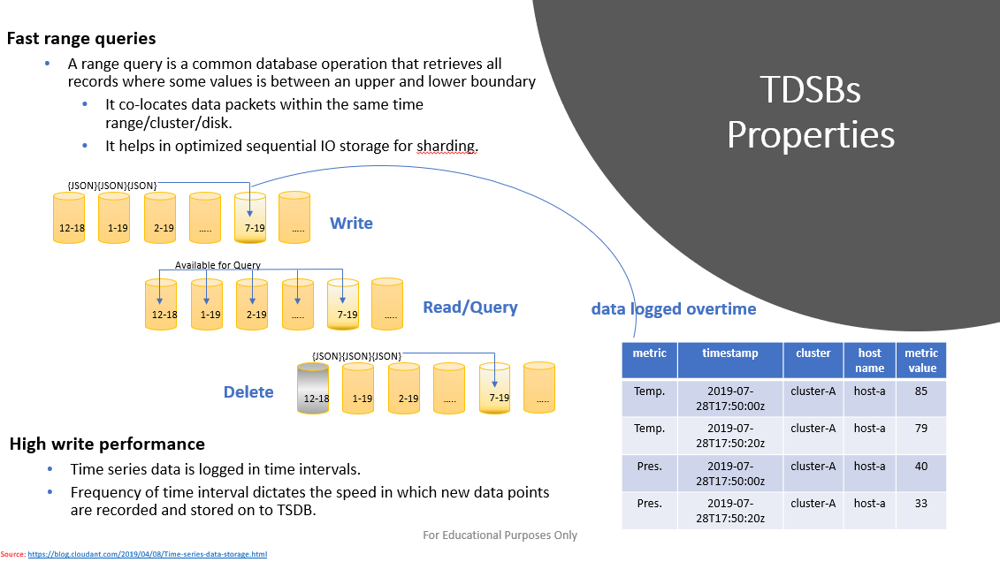 TDSBs
Properties
Fast range queries
• A range query is a common database operation that retrieves all
records where some values is between an upper and lower boundary
• It co-locates data packets within the same time
range/cluster/disk.
• It helps in optimized sequential IO storage for sharding.
{JSON}{JSON}{JSON}
12-18 1-19 2-19 ….. 7-19 …..
Write
Available for Query
12-18 1-19 2-19 ….. 7-19 …..
Read/Query
{JSON}{JSON}{JSON}
Delete
12-18 1-19 2-19 ….. 7-19 …..
data logged overtime
metric timestamp cluster host name metric value
Temp. 2019-07-28T17:50:00z cluster-A host-a 85
Temp. 2019-07-28T17:50:20z cluster-A host-a 79
Pres. 2019-07-28T17:50:00z cluster-A host-a 40
Pres. 2019-07-28T17:50:20z cluster-A host-a 33
High write performance
• Time series data is logged in time intervals.
• Frequency of time interval dictates the speed in which new data points
are recorded and stored on to TSDB.
For Educational Purposes Only
Source: https://blog.cloudant.com/2019/04/08/Time-series-data-storage.html